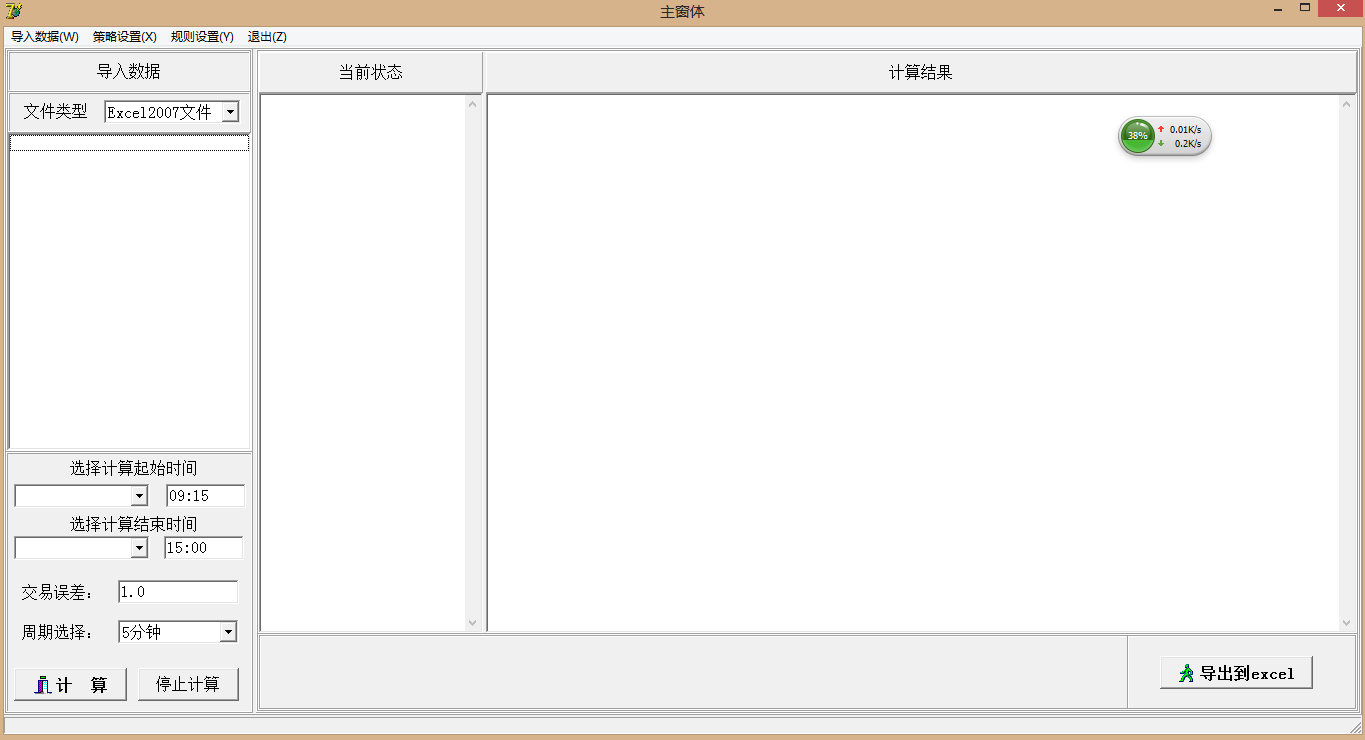 主窗体
导入数据(W) 策略设置(X) 规则设置(Y) 退出(Z)
导入数据
当前状态
计算结果
文件类型 Excel2007文件
38% 0.01K/s
0.2K/s
选择计算起始时间
09:15
选择计算结束时间
15:00
交易误差: 1.0
周期选择: 5分钟
计 算 停止计算
导出到excel